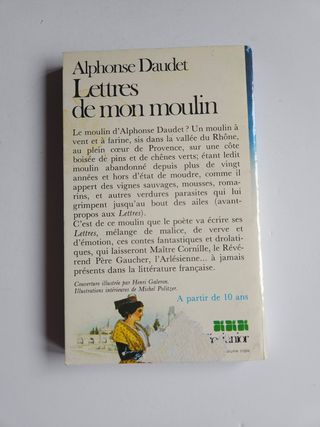 Alphonse Daudet
Lettres
de mon moulin
Le moulin d'Alphonse Daudet ? Un moulin à
vent et à farine, sis dans la vallée du Rhône,
au plein cœur de Provence, sur une côte
boisée de pins et de chênes verts; étant ledit
moulin abandonné depuis plus de vingt
années et hors d'état de moudre, comme il
appert des vignes sauvages, mousses, roma-
rins, et autres verdures parasites qui lui
grimpent jusqu'au bout des ailes (avant-
propos aux Lettres).
C'est de ce moulin que le poète va écrire ses
Lettres, mélange de malice, de verve et
d'émotion, ces contes fantastiques et drolati-
ques, qui laisseront Maître Cornille, le Révé-
rend Père Gaucher, l'Arlésienne... à jamais
présents dans la littérature française.
Couverture illustrée par Henri Galeron.
Illustrations intérieures de Michel Politzer.
A partir de 10 ans
junior